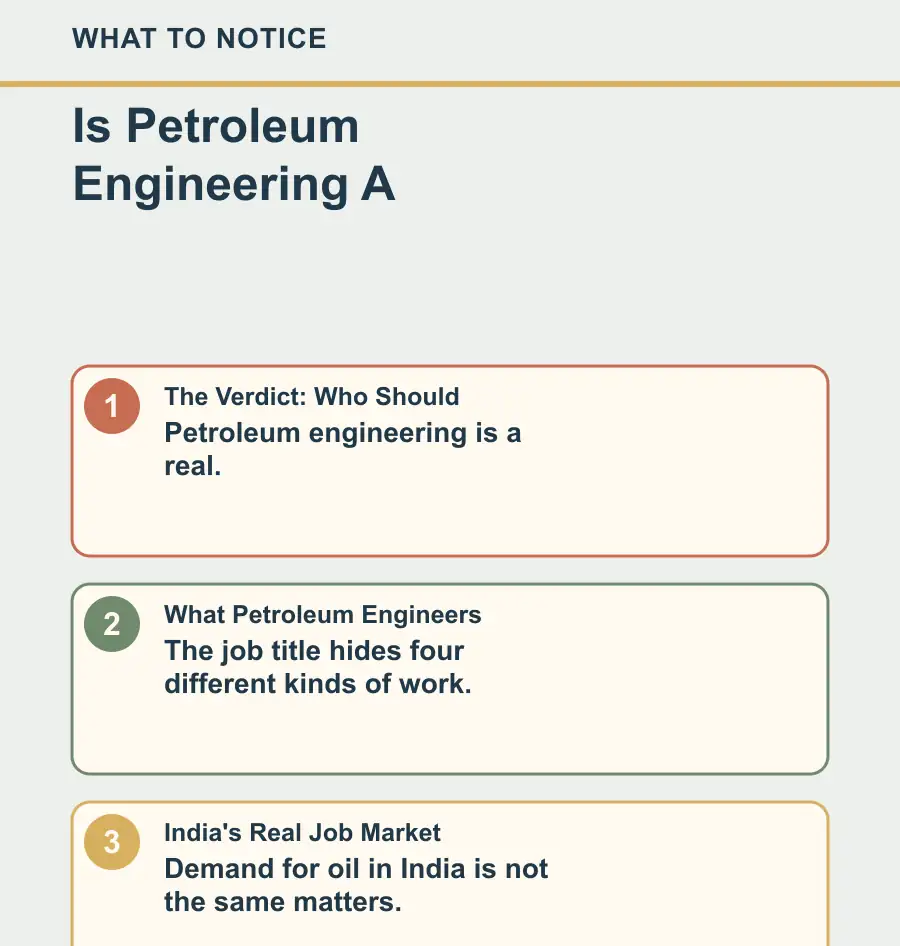 WHAT TO NOTICE
Is Petroleum
Engineering A
1
The Verdict: Who Should
Petroleum engineering is a
real.
2
What Petroleum Engineers
The job title hides four
different kinds of work.
3
India's Real Job Market
Demand for oil in India is not
the same matters.